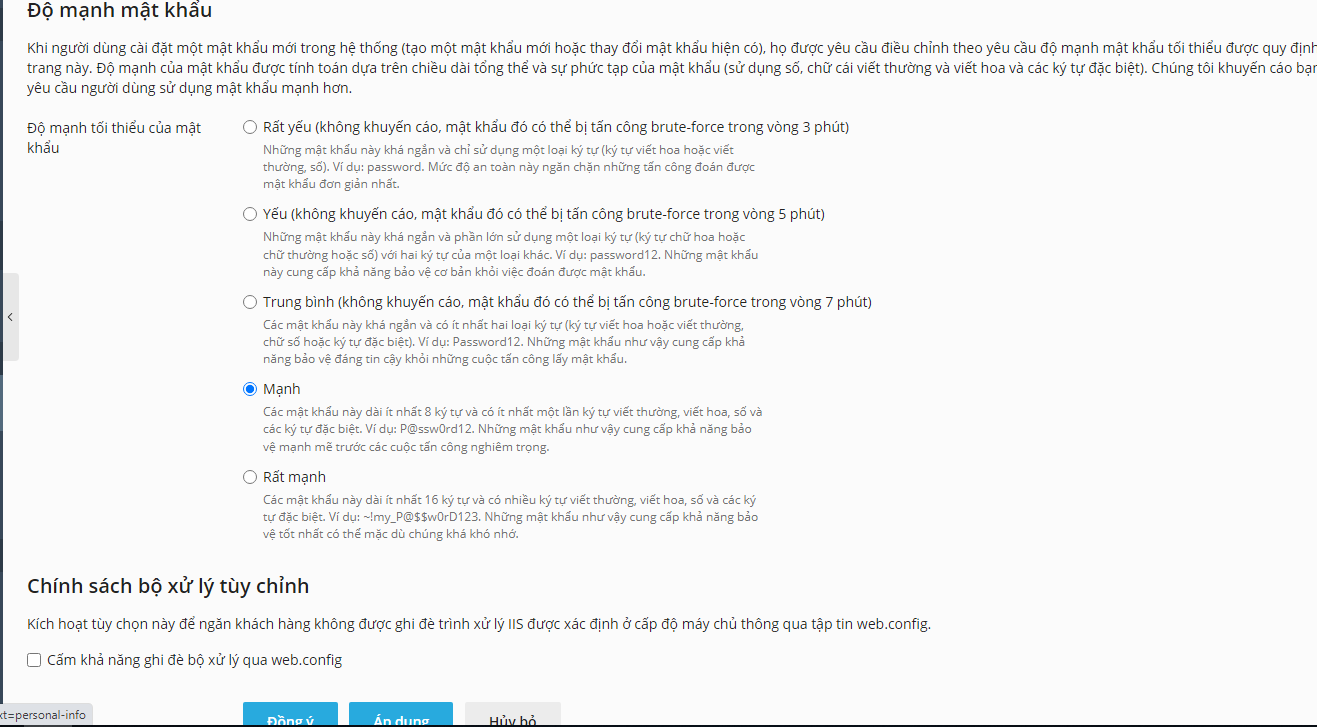 Độ mạnh mật khẩu
Khi người dùng cài đặt một mật khẩu mới trong hệ thống (tạo một mật khẩu mới hoặc thay đổi mật khẩu hiện có), họ được yêu cầu điều chỉnh theo yêu cầu độ mạnh mật khẩu tối thiểu được quy định
trang này. Độ mạnh của mật khẩu được tính toán dựa trên chiều dài tổng thể và sự phức tạp của mật khẩu (sử dụng số, chữ cái viết thường và viết hoa và các ký tự đặc biệt). Chúng tôi khuyến cáo bạn
yêu cầu người dùng sử dụng mật khẩu mạnh hơn.
Độ mạnh tối thiểu của mật
khẩu
Rất yếu (không khuyến cáo, mật khẩu đó có thể bị tấn công brute-force trong vòng 3 phút)
Những mật khẩu này khá ngắn và chỉ sử dụng một loại ký tự (ký tự viết hoa hoặc viết
thường, số). Ví dụ: password. Mức độ an toàn này ngăn chặn những tấn công đoán được
mật khẩu đơn giản nhất.
Yếu (không khuyến cáo, mật khẩu đó có thể bị tấn công brute-force trong vòng 5 phút)
Những mật khẩu này khá ngắn và phần lớn sử dụng một loại ký tự (ký tự chữ hoa hoặc
chữ thường hoặc số) với hai ký tự của một loại khác. Ví dụ: password12. Những mật khẩu
này cung cấp khả năng bảo vệ cơ bản khỏi việc đoán được mật khẩu.
Trung bình (không khuyến cáo, mật khẩu đó có thể bị tấn công brute-force trong vòng 7 phút)
Các mật khẩu này khá ngắn và có ít nhất hai loại ký tự (ký tự viết hoa hoặc viết thường,
chữ số hoặc ký tự đặc biệt). Ví dụ: Password12. Những mật khẩu như vậy cung cấp khả
năng bảo vệ đáng tin cậy khỏi những cuộc tấn công lấy mật khẩu.
Mạnh
Các mật khẩu này dài ít nhất 8 ký tự và có ít nhất một lần ký tự viết thường, viết hoa, số và
các ký tự đặc biệt. Ví dụ: P@ssw0rd12. Những mật khẩu như vậy cung cấp khả năng bảo
vệ mạnh mẽ trước các cuộc tấn công nghiêm trọng.
Rất mạnh
Các mật khẩu này dài ít nhất 16 ký tự và có nhiều ký tự viết thường, viết hoa, số và các ký
tự đặc biệt. Ví dụ: ~!my_P@$$w0rD123. Những mật khẩu như vậy cung cấp khả năng bảo
vệ tốt nhất có thể mặc dù chúng khá khó nhớ.
Chính sách bộ xử lý tùy chỉnh
Kích hoạt tùy chọn này để ngăn khách hàng không được ghi đè trình xử lý IIS được xác định ở cấp độ máy chủ thông qua tập tin web.config.
Cấm khả năng ghi đè bộ xử lý qua web.config
xt=personal-info
Đồng ý
Áp dụng
Hủy bỏ